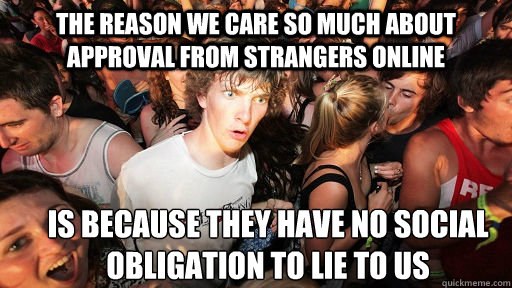 THE REASON WE CARE SO MUCH ABOUT
APPROVAL FROM STRANGERS ONLINE
IS BECAUSE THEY HAVE NO SOCIAL
OBLIGATION TO LIE TO US
quickmeme.com